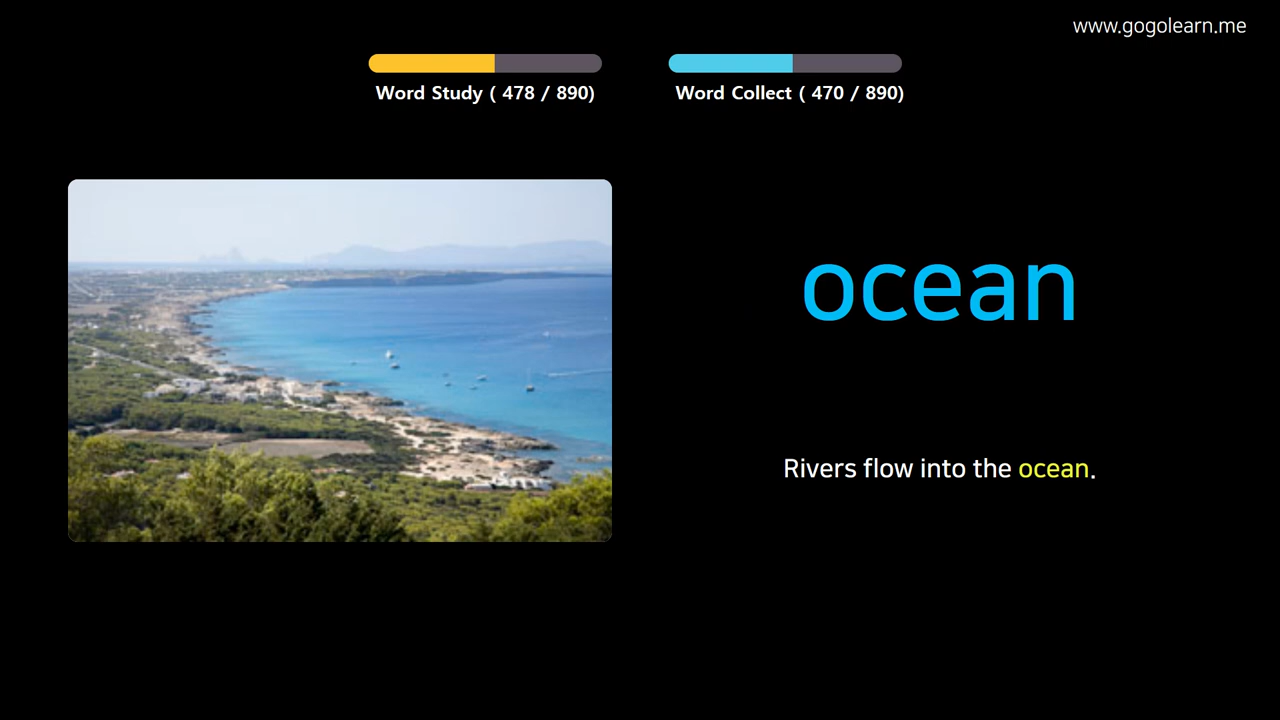 www.gogolearn.me
Word Study ( 478 / 890)
Word Collect ( 470 / 890)
ocean
Rivers flow into the ocean.